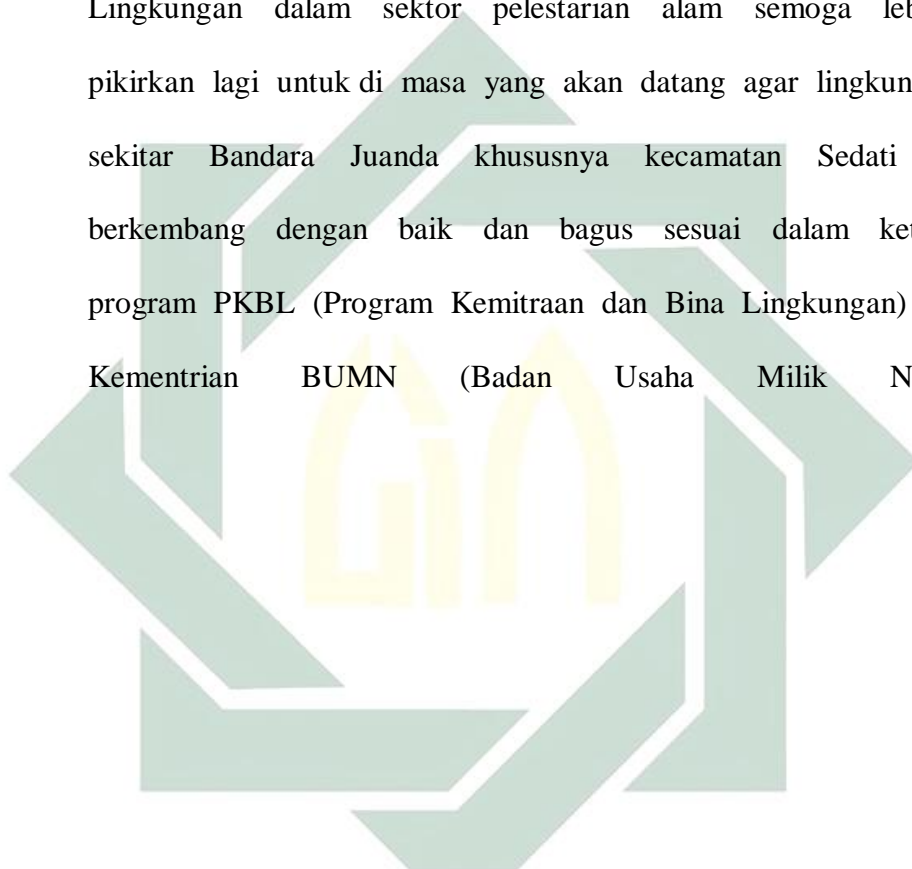 Lingkungan dalam sektor pelestarian alam semoga
pikirkan lagi untuk di masa yang akan datang agar
sekitar Bandara Juanda khususnya kecamatan Sedati
berkembang dengan baik dan bagus sesuai dalam
program PKBL (Program Kemitraan dan Bina Lingkungan)
Kementrian BUMN (Badan Usaha Milik